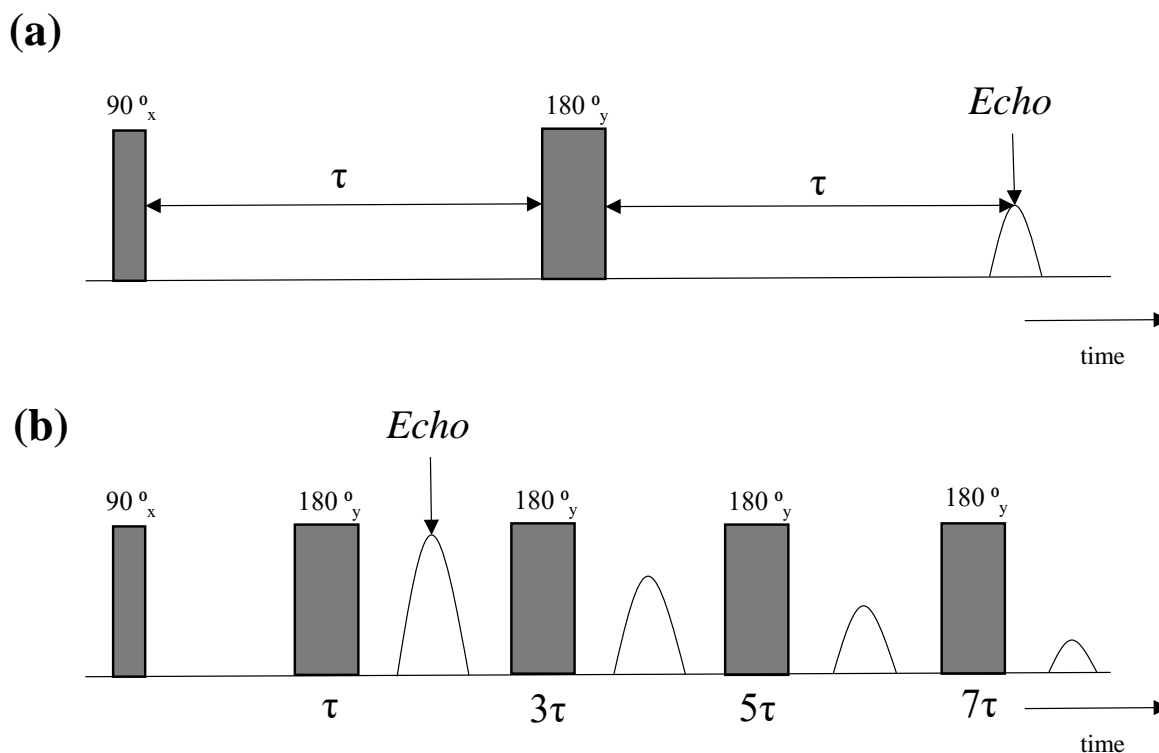 (a)
90 º x
180 º y
Echo
τ
τ
time
(b)
Echo
90 º x
180 º y
180 º y
180 º y
180 º y
τ
3τ
5τ
7τ
time